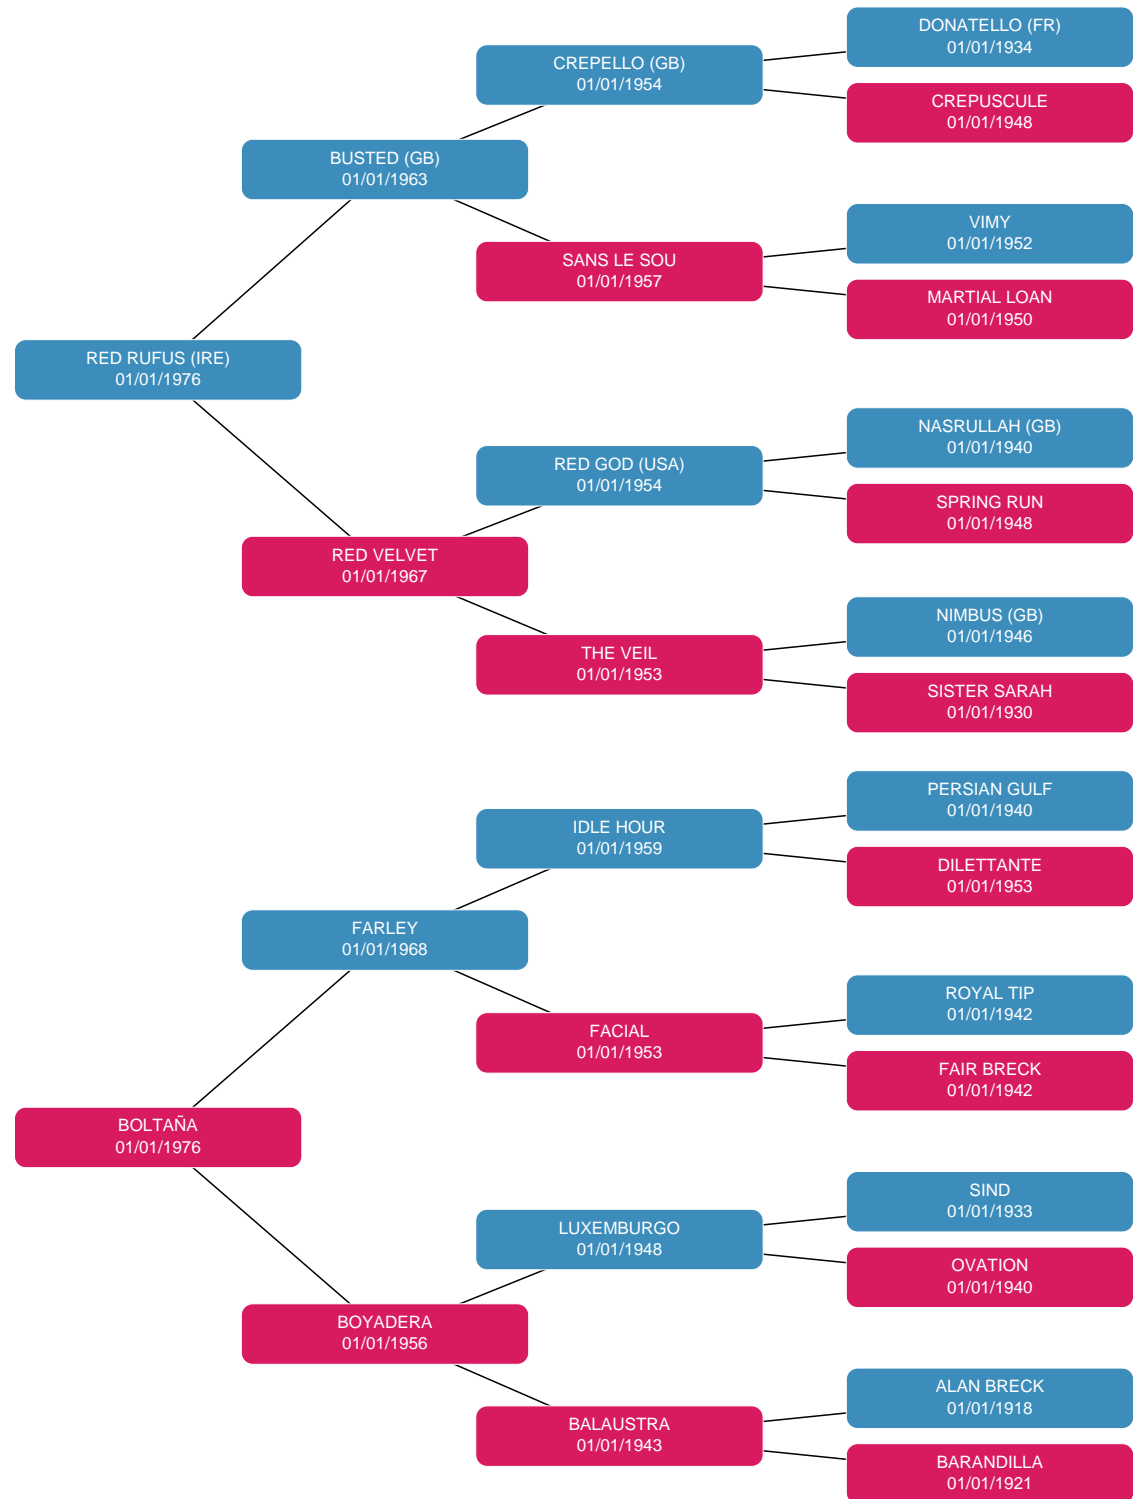 DONATELLO (FR)
01/01/1934
CREPELLO (GB)
01/01/1954
CREPUSCULE
01/01/1948
BUSTED (GB)
01/01/1963
VIMY
01/01/1952
SANS LE SOU
01/01/1957
MARTIAL LOAN
01/01/1950
RED RUFUS (IRE)
01/01/1976
NASRULLAH (GB)
01/01/1940
RED GOD (USA)
01/01/1954
SPRING RUN
01/01/1948
RED VELVET
01/01/1967
NIMBUS (GB)
01/01/1946
THE VEIL
01/01/1953
SISTER SARAH
01/01/1930
PERSIAN GULF
01/01/1940
IDLE HOUR
01/01/1959
DILETTANTE
01/01/1953
FARLEY
01/01/1968
ROYAL TIP
01/01/1942
FACIAL
01/01/1953
FAIR BRECK
01/01/1942
BOLTAÑA
01/01/1976
SIND
01/01/1933
LUXEMBURGO
01/01/1948
OVATION
01/01/1940
BOYADERA
01/01/1956
ALAN BRECK
01/01/1918
BALAUSTRA
01/01/1943
BARANDILLA
01/01/1921